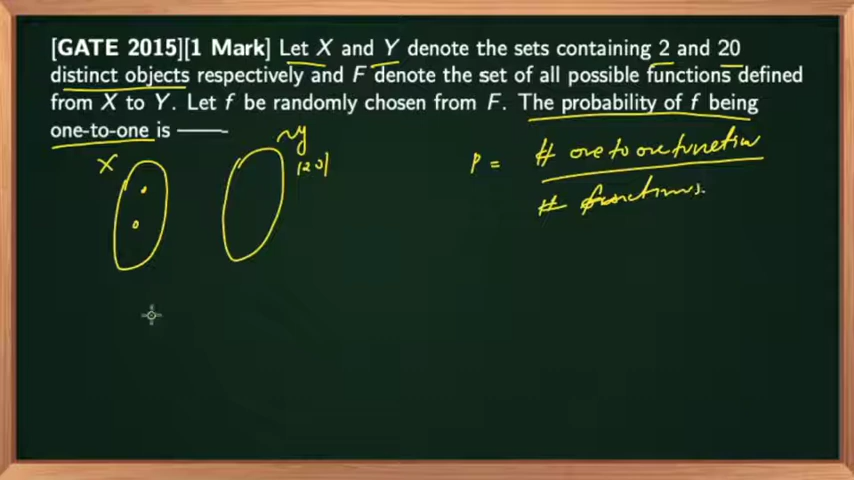 [GATE 2015][1 Mark] Let X and Y denote the sets containing 2 and 20
distinct objects respectively and F denote the set of all possible functions defined
from X to Y. Let f be randomly chosen from F. The probability of f being
one-to-one is
X
y
|20|
P =
# one to one function
# functions.